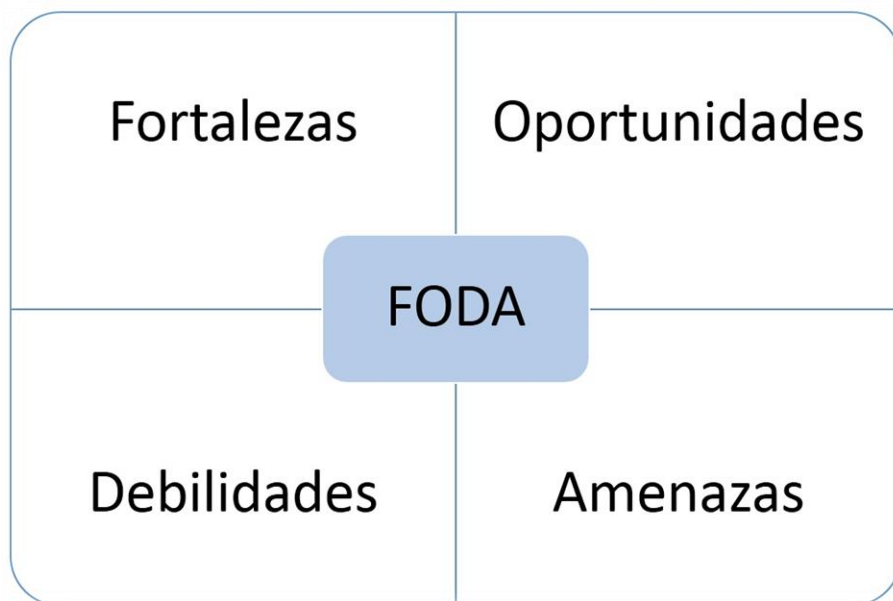 Fortalezas
Oportunidades
FODA
Debilidades
Amenazas